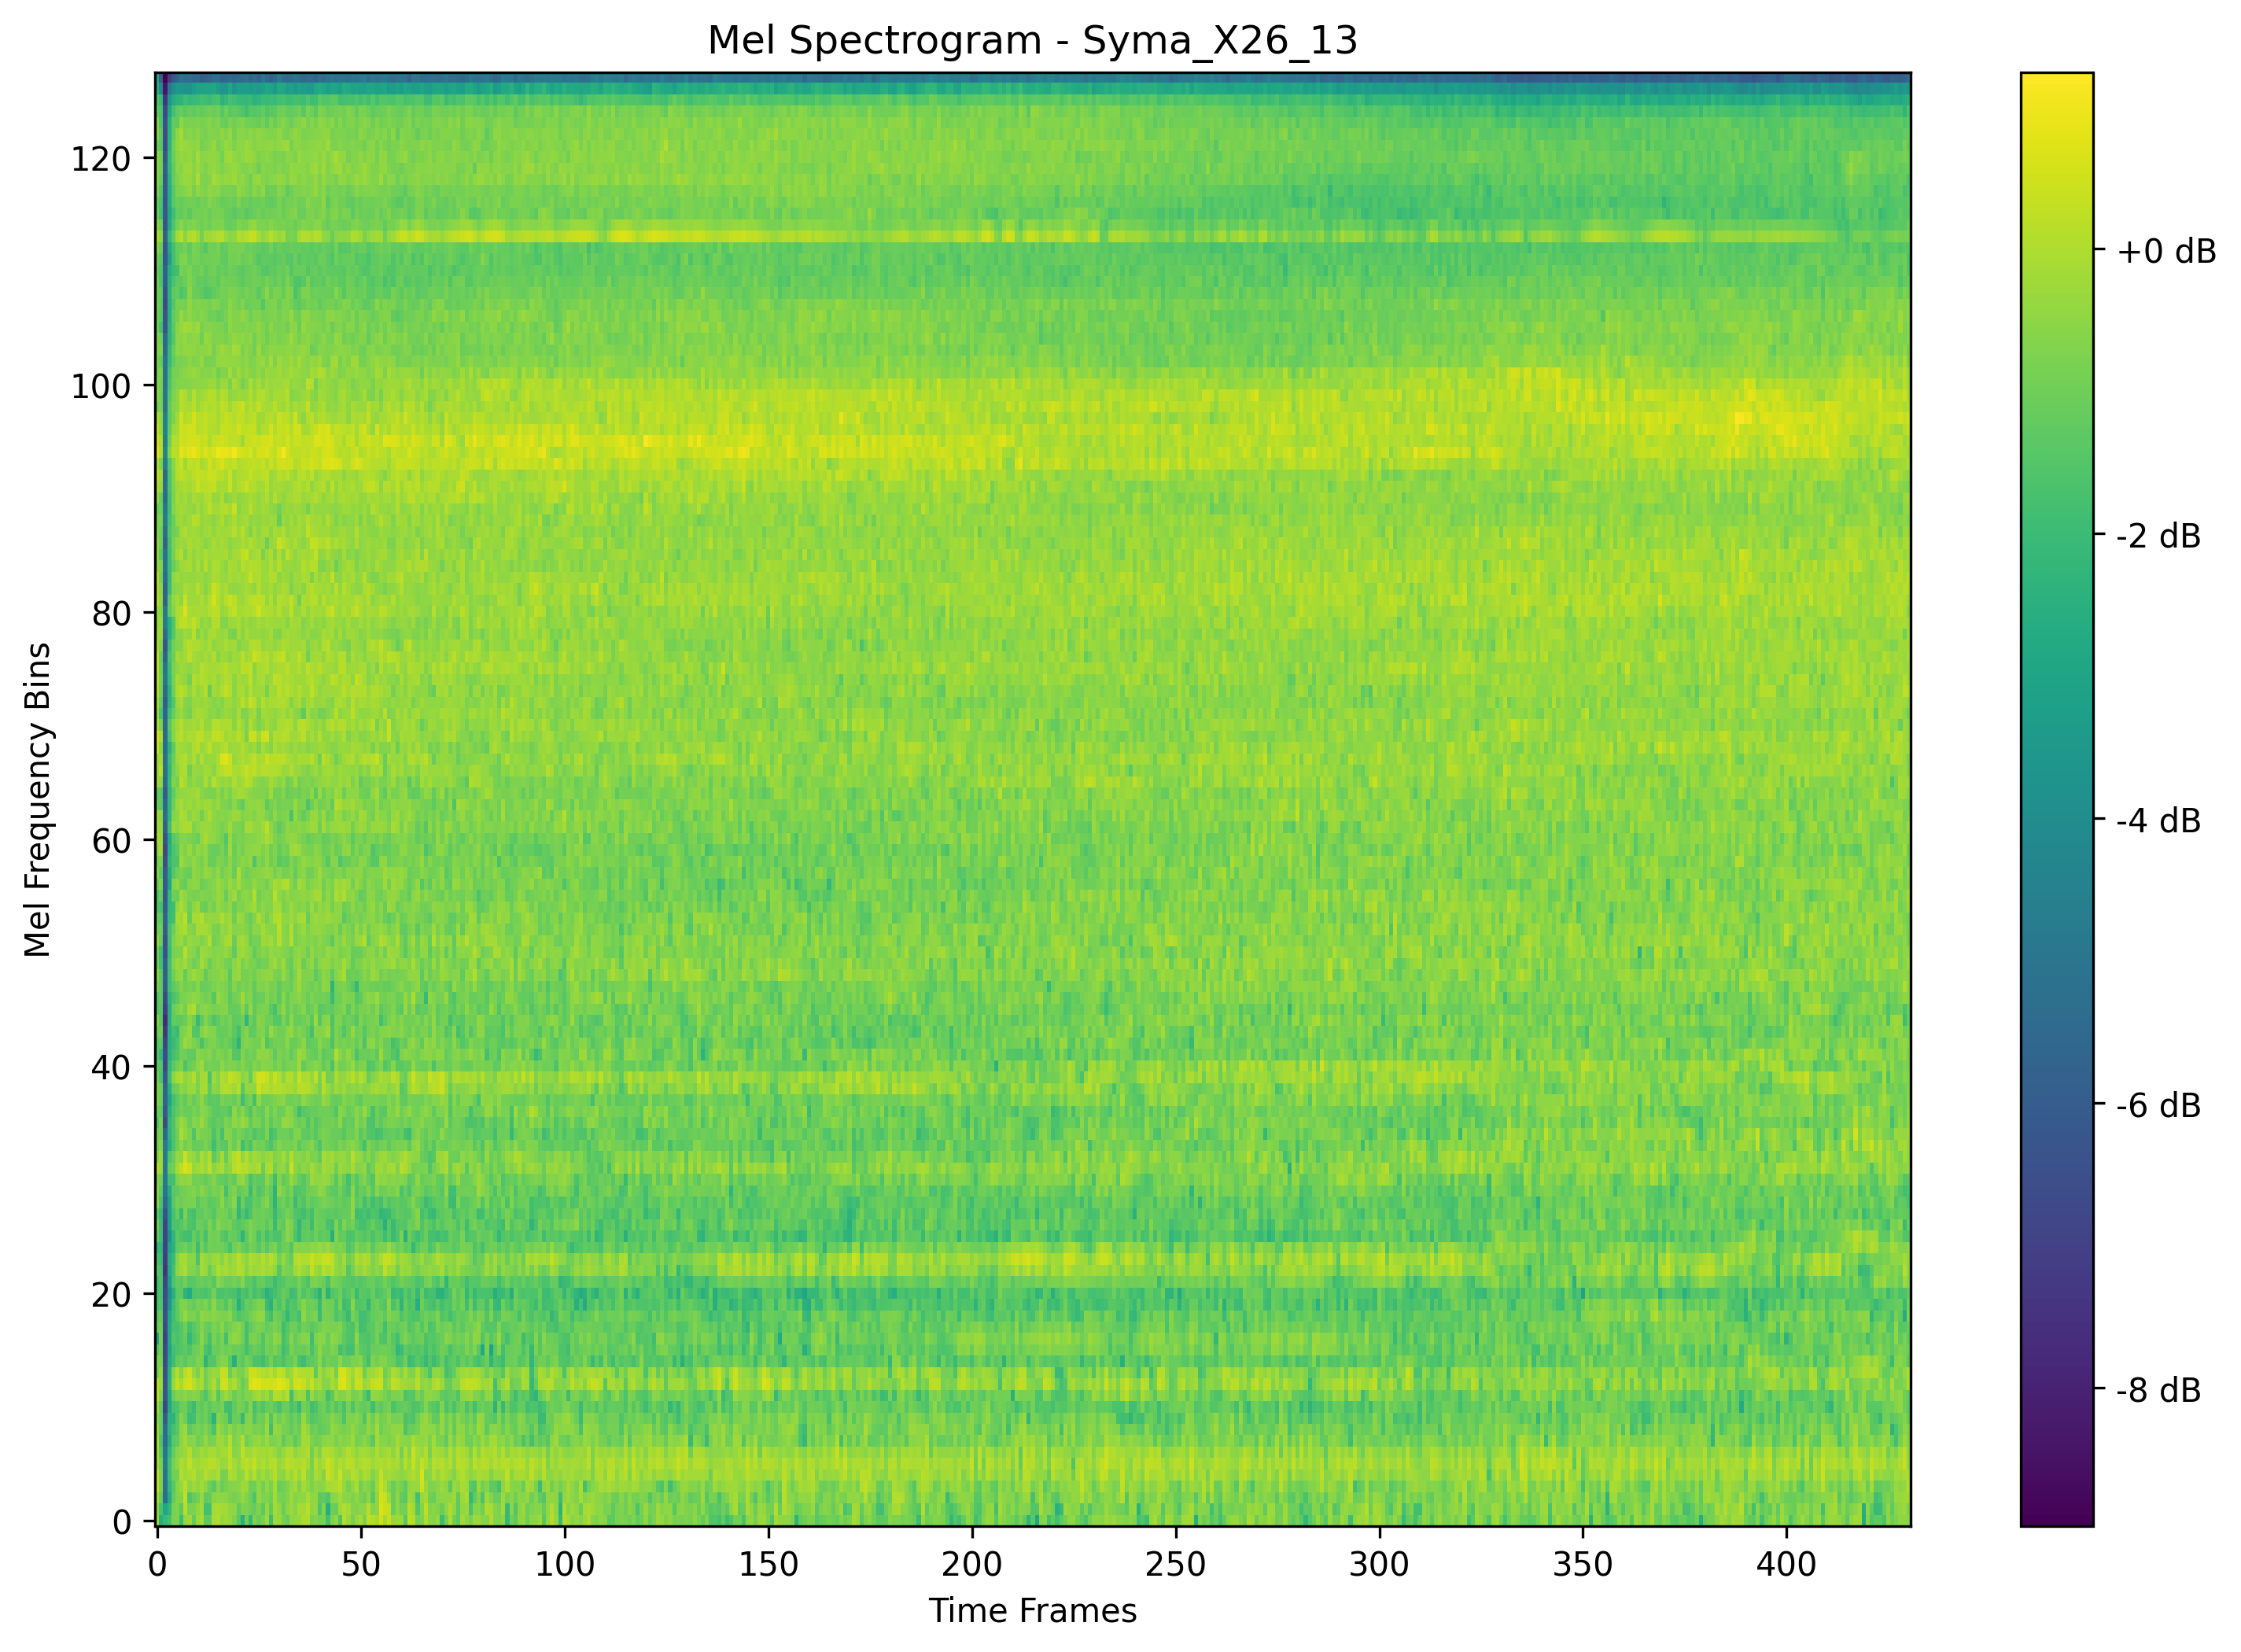 Mel Spectrogram - Syma_X26_13
Mel Frequency Bins
120
100
80
60
40
20
0
0 50 100 150 200 250 300 350 400
Time Frames
+0 dB
-2 dB
-4 dB
-6 dB
-8 dB